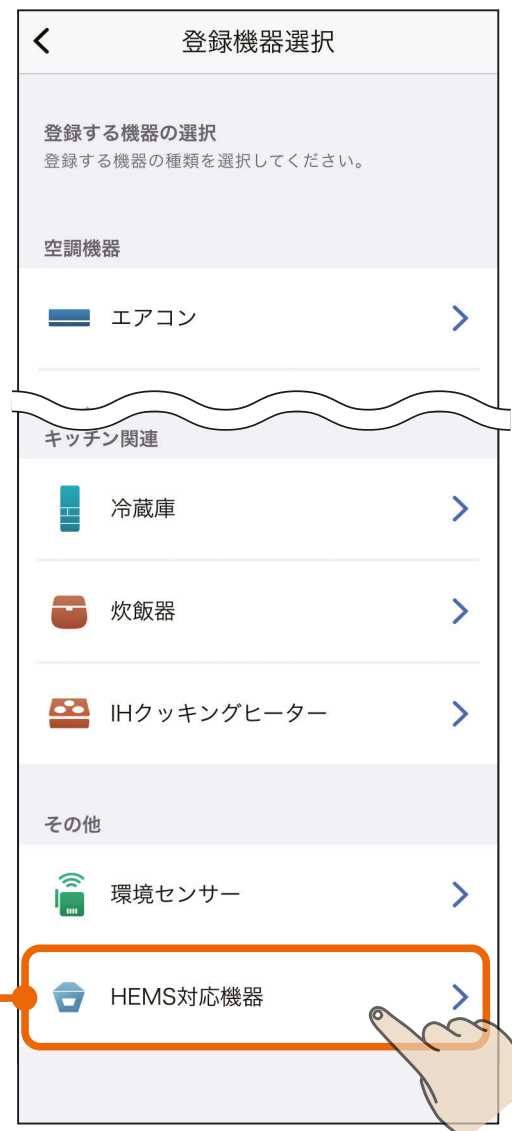 登録機器選択
登録する機器の選択
登録する機器の種類を選択してください。
空調機器
エアコン
キッチン関連
冷蔵庫
炊飯器
IHクッキングヒーター
その他
環境センサー
HEMS対応機器